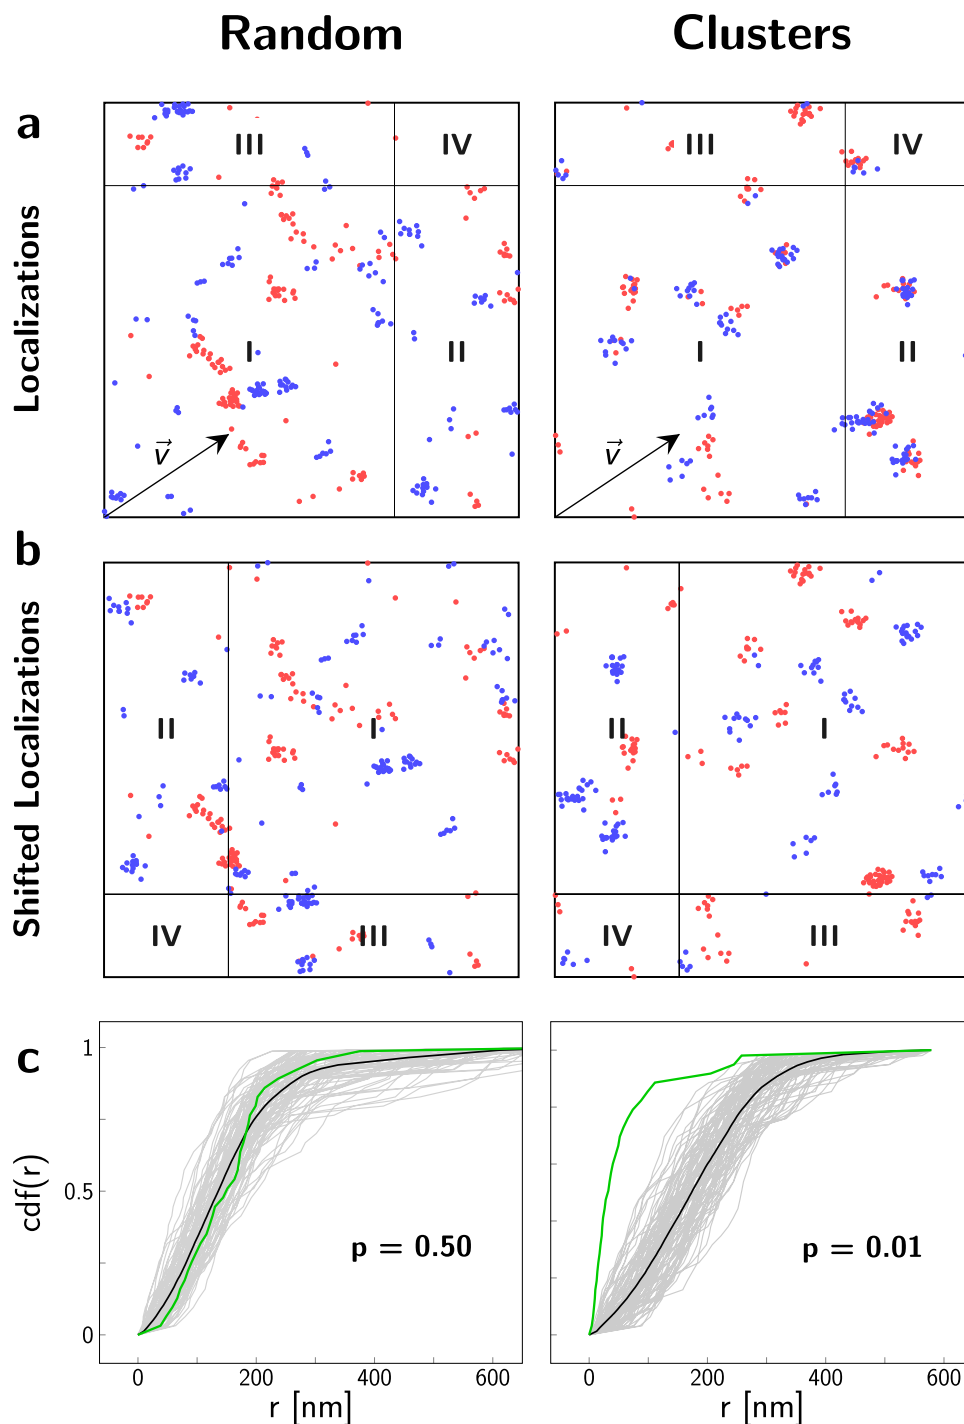 Random Clusters
a
Localizations
III IV III IV
I II I II
v⃗ v⃗
b
Shifted Localizations
II I II I
IV III IV III
c
cdf(r)
1
0.5
0
p = 0.50 p = 0.01
0 200 400 600 0 200 400 600
r [nm] r [nm]